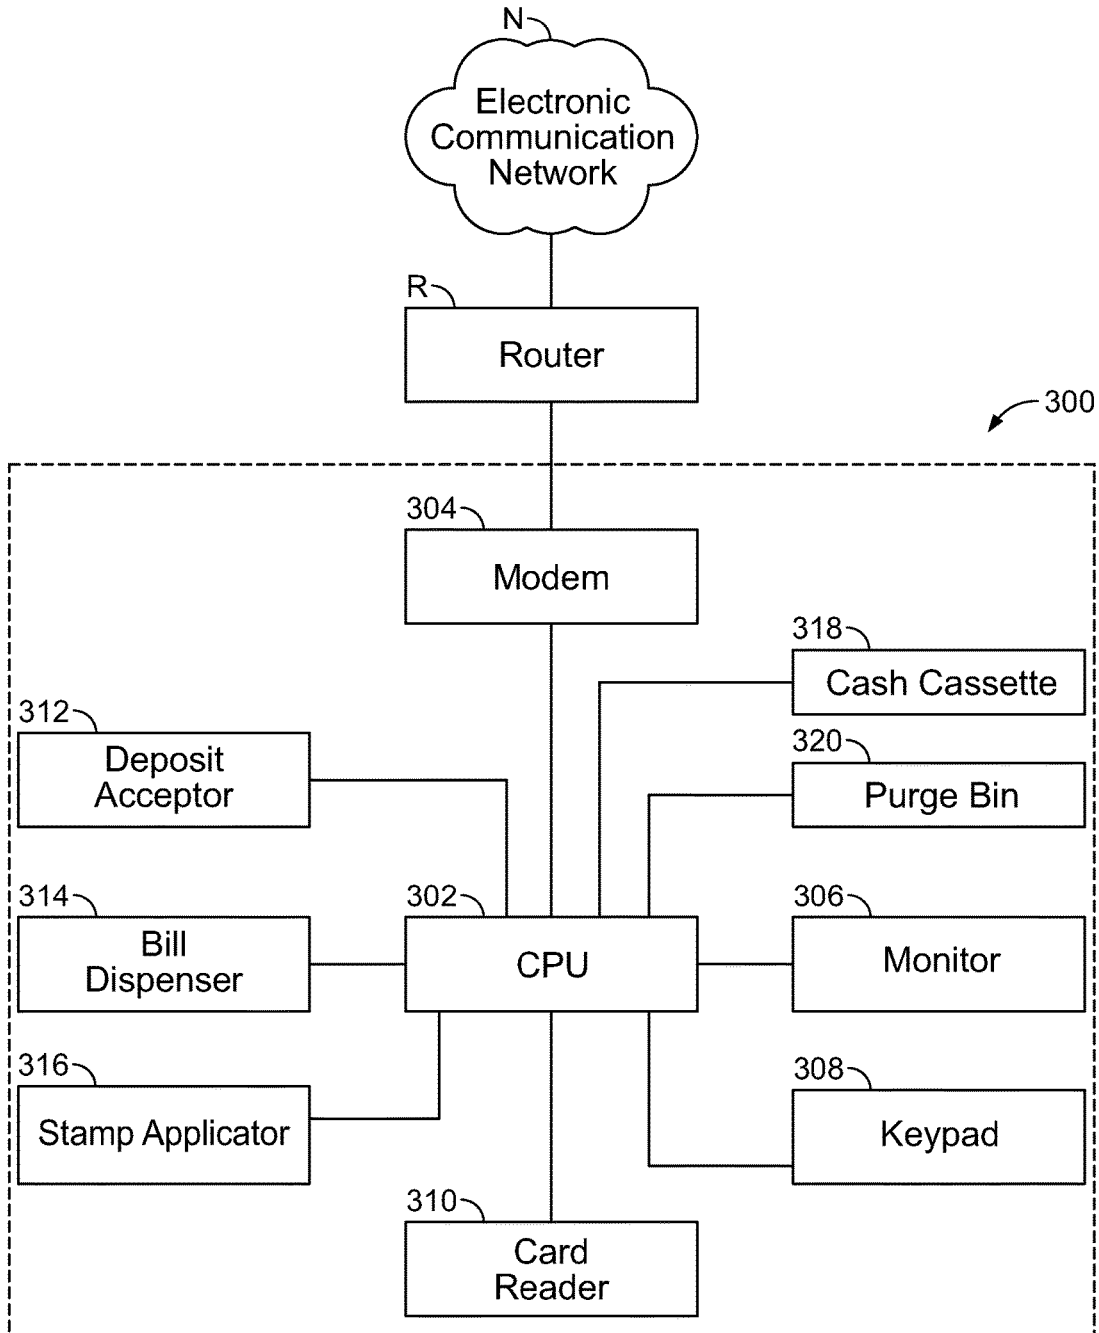 N
Electronic
Communication
Network
R
Router
300
304
Modem
318
Cash Cassette
312
Deposit
Acceptor
320
Purge Bin
314
Bill
Dispenser
302
CPU
306
Monitor
316
Stamp Applicator
308
Keypad
310
Card
Reader